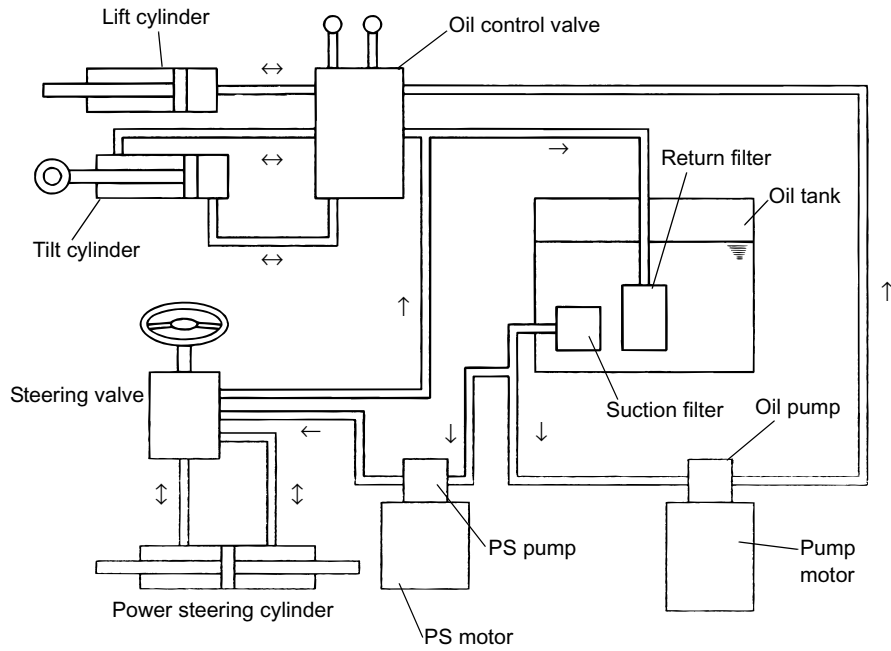 Lift cylinder
Oil control valve
Return filter
Oil tank
Tilt cylinder
Steering valve
Suction filter
Oil pump
PS pump
Pump
motor
Power steering cylinder
PS motor